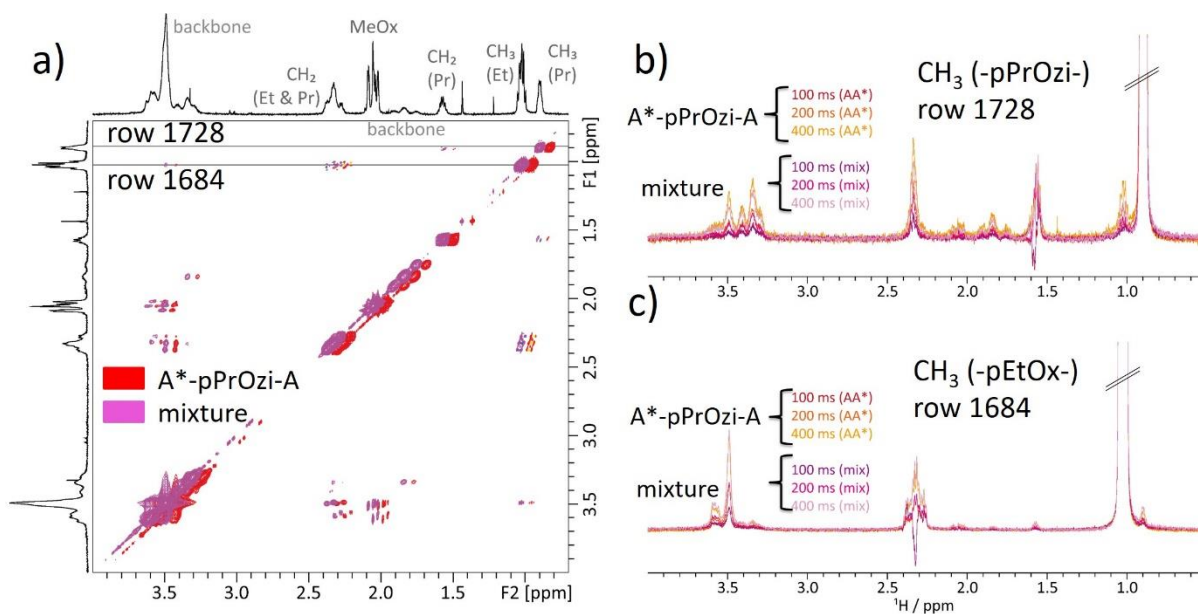 a)
backbone
MeOx
CH₂
(Et & Pr)
CH₂
(Pr)
CH₃
(Et)
CH₃
(Pr)
backbone
row 1728
row 1684
A*-pPrOzi-A
mixture
F1 [ppm]
1.0
1.5
2.0
2.5
3.0
3.5
3.5
3.0
2.5
2.0
1.5
1.0
F2 [ppm]
b)
CH₃ (-pPrOzi-)
row 1728
A*-pPrOzi-A
100 ms (AA*)
200 ms (AA*)
400 ms (AA*)
mixture
100 ms (mix)
200 ms (mix)
400 ms (mix)
3.5
3.0
2.5
2.0
1.5
1.0
c)
CH₃ (-pEtOx-)
row 1684
A*-pPrOzi-A
100 ms (AA*)
200 ms (AA*)
400 ms (AA*)
mixture
100 ms (mix)
200 ms (mix)
400 ms (mix)
3.5
3.0
2.5
2.0
1.5
1.0
¹H / ppm